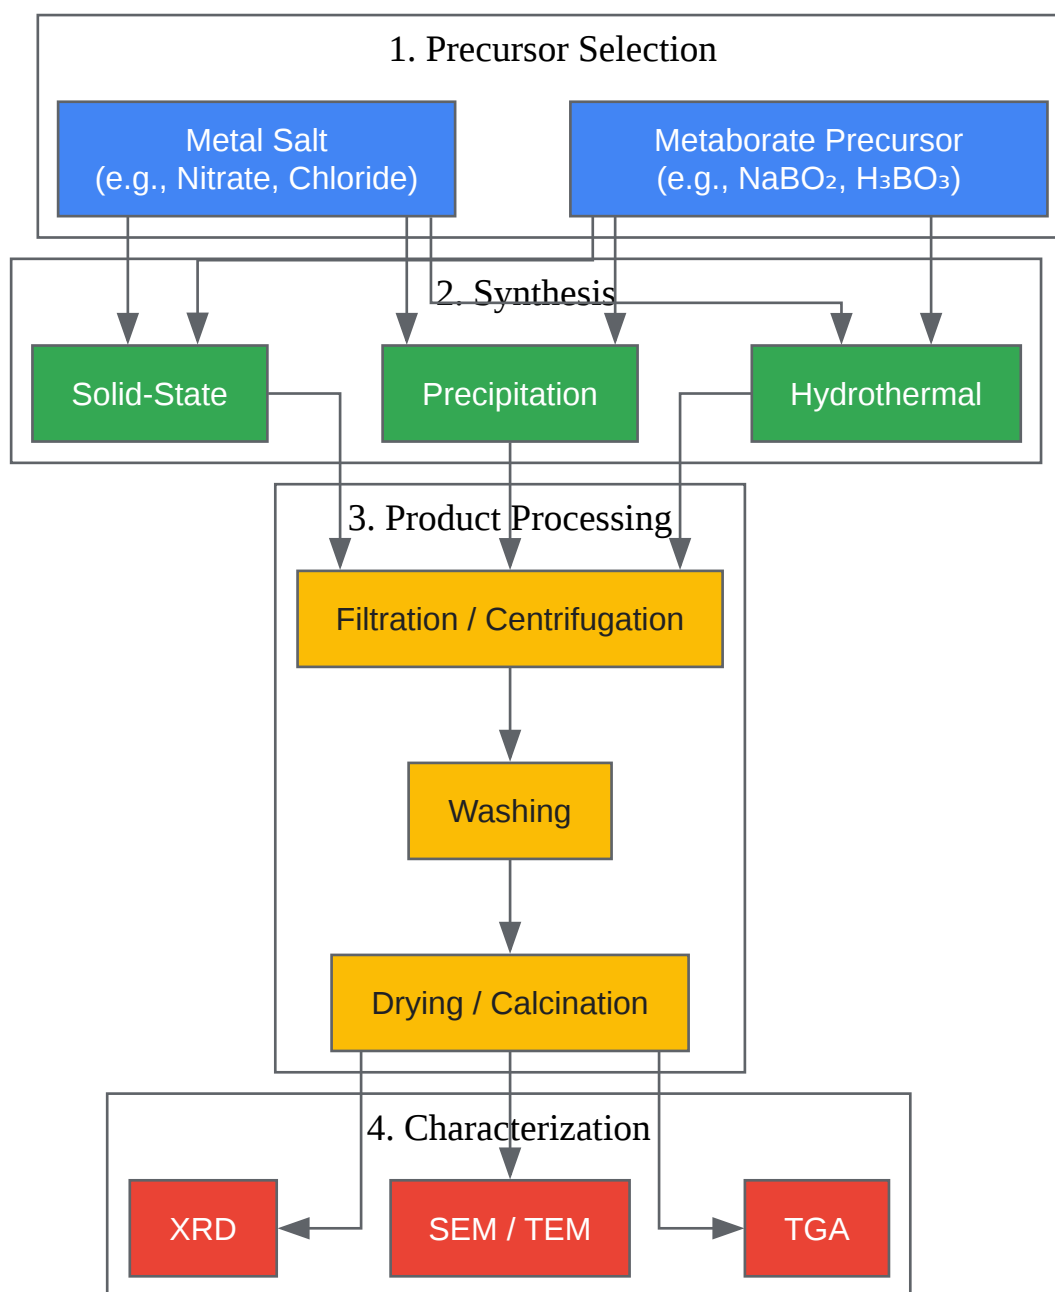 1. Precursor Selection
Metal Salt
(e.g., Nitrate, Chloride)
Metaborate Precursor
(e.g., NaBO₂, H₃BO₃)
2. Synthesis
Solid-State
Precipitation
Hydrothermal
3. Product Processing
Filtration / Centrifugation
Washing
Drying / Calcination
4. Characterization
XRD
SEM / TEM
TGA